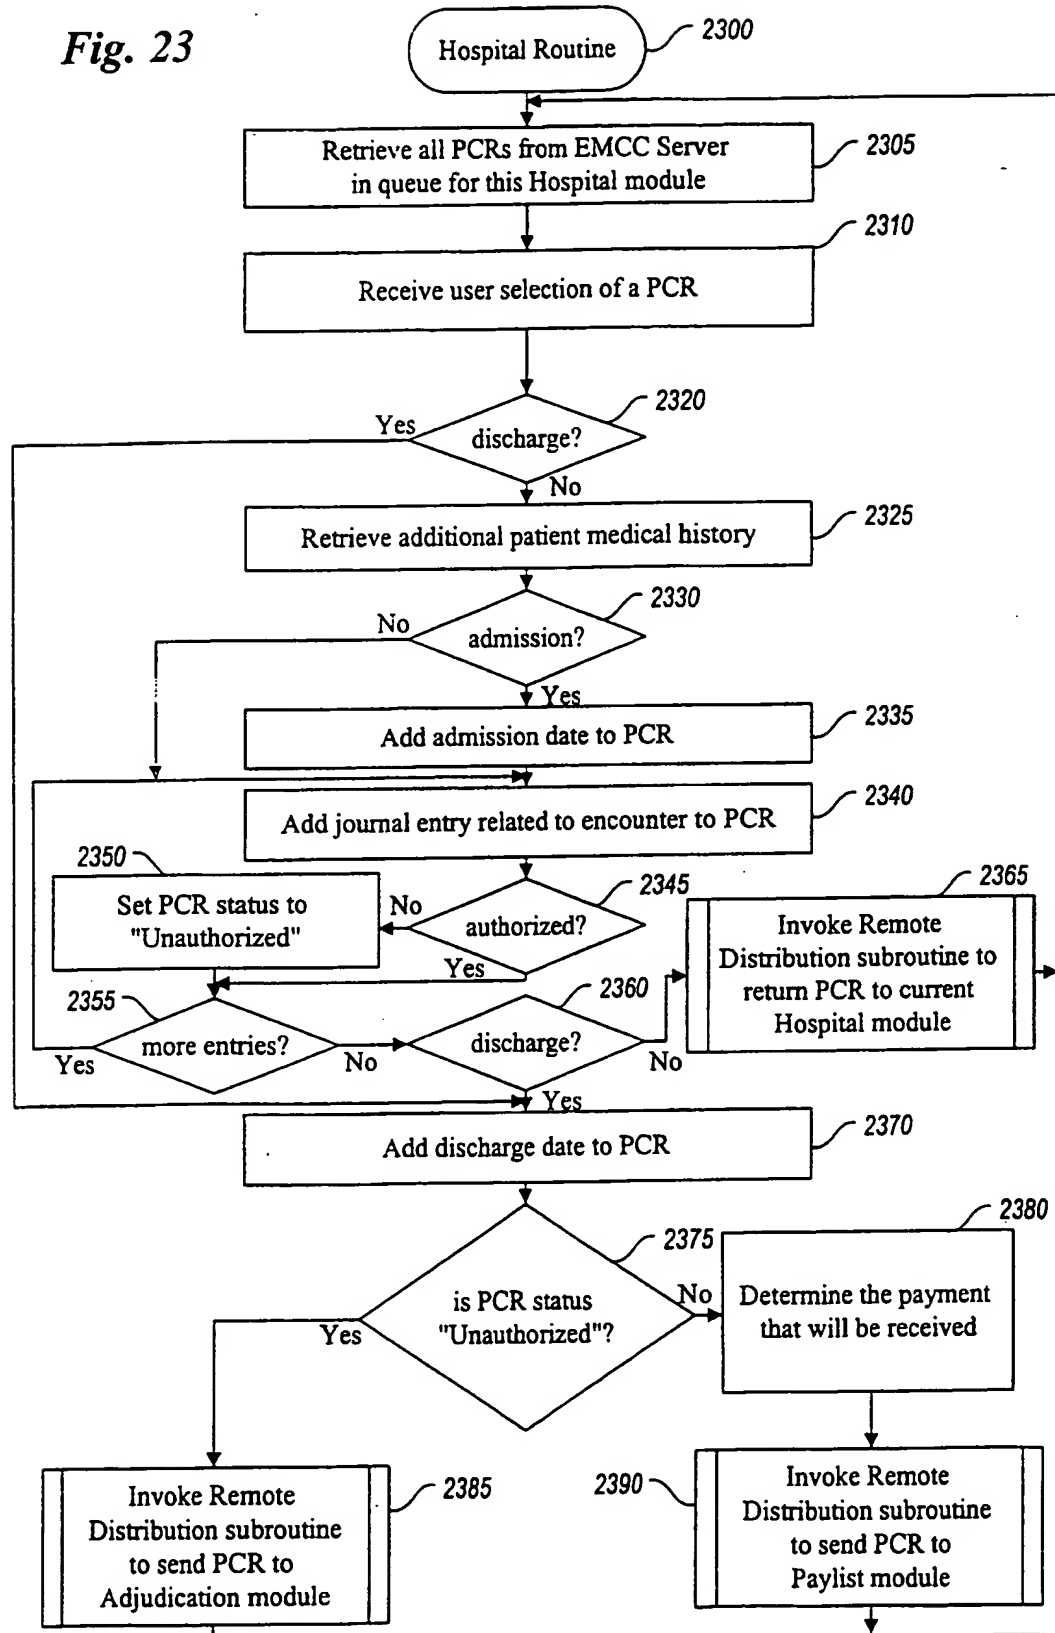 Fig. 23
Hospital Routine
2300
Retrieve all PCRs from EMCC Server
in queue for this Hospital module
2305
2310
Receive user selection of a PCR
2320
Yes
discharge?
No
2325
Retrieve additional patient medical history
2330
No
admission?
Yes
2335
Add admission date to PCR
2340
Add journal entry related to encounter to PCR
2350
Set PCR status to
"Unauthorized"
2345
No
authorized?
Yes
2365
Invoke Remote
Distribution subroutine to
return PCR to current
Hospital module
2355
more entries?
Yes
No
2360
discharge?
No
Yes
2370
Add discharge date to PCR
2375
is PCR status
"Unauthorized"?
Yes
No
2380
Determine the payment
that will be received
Invoke Remote
Distribution subroutine
to send PCR to
Adjudication module
2385
2390
Invoke Remote
Distribution subroutine
to send PCR to
Paylist module